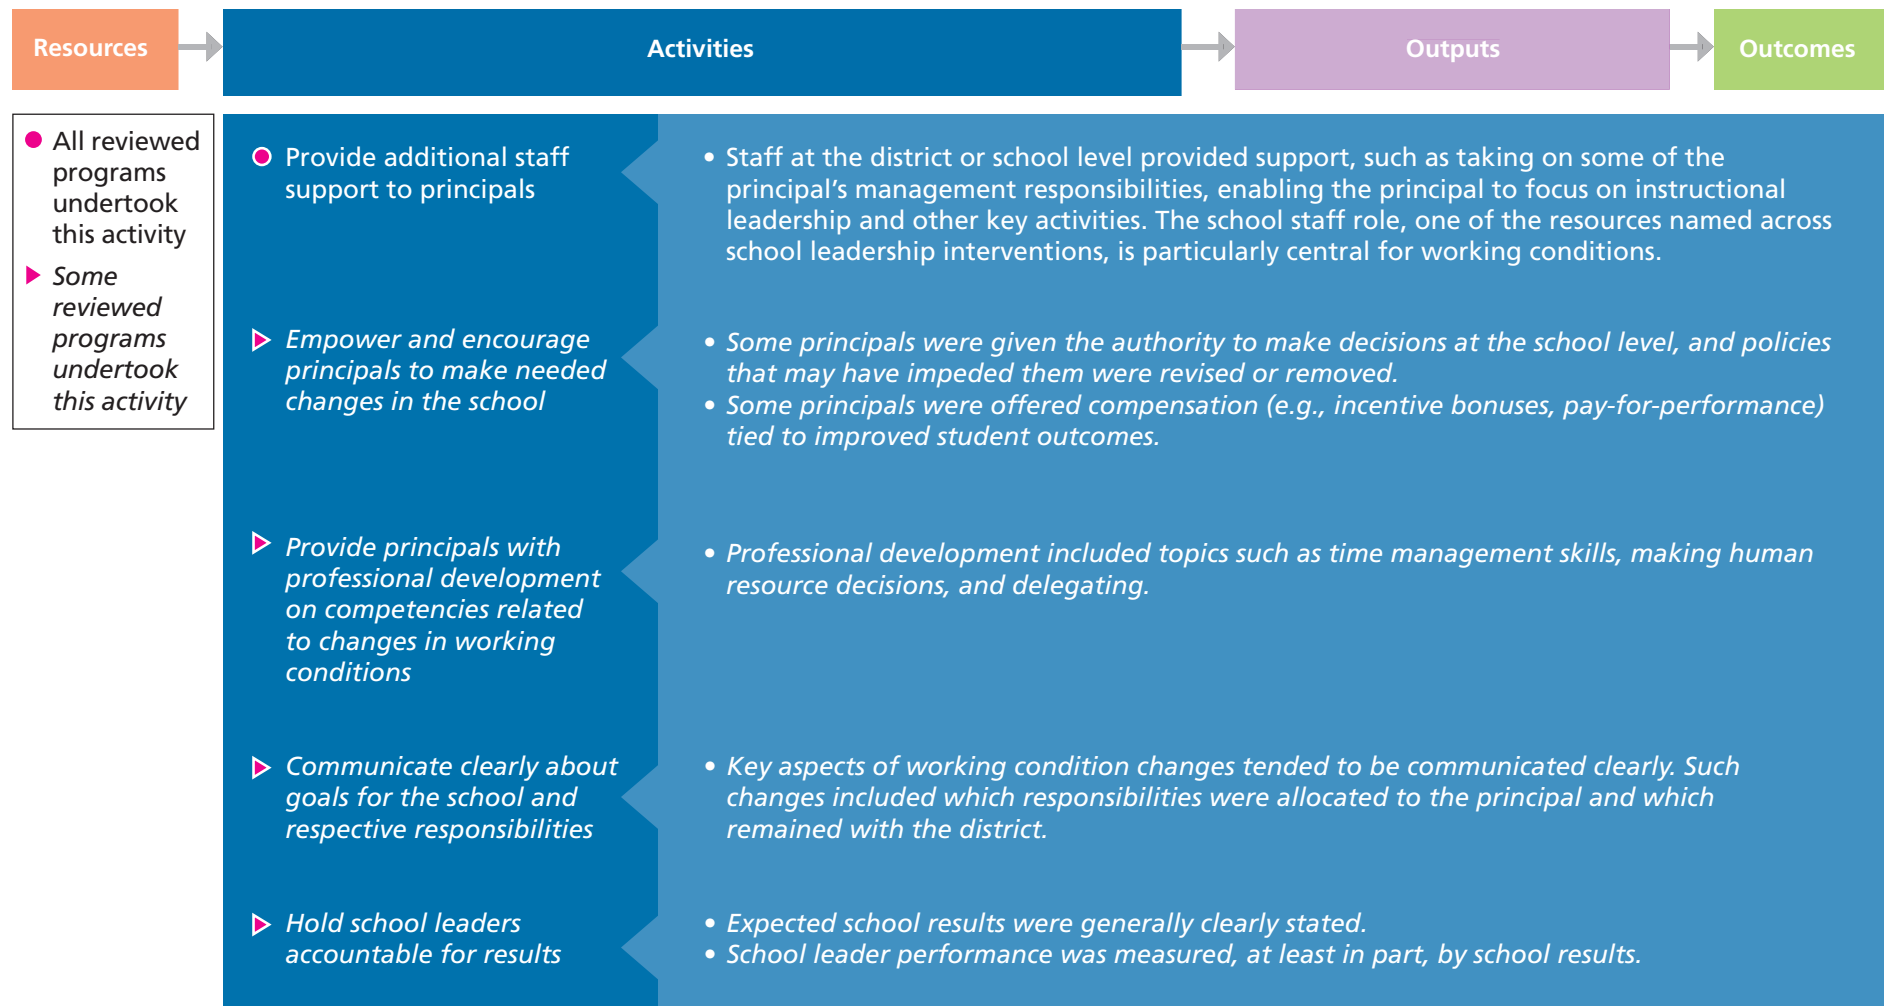 Resources
Activities
Outputs
Outcomes
All reviewed
programs
undertook
this activity
Some
reviewed
programs
undertook
this activity
Provide additional staff
support to principals
• Staff at the district or school level provided support, such as taking on some of the
principal’s management responsibilities, enabling the principal to focus on instructional
leadership and other key activities. The school staff role, one of the resources named across
school leadership interventions, is particularly central for working conditions.
Empower and encourage
principals to make needed
changes in the school
• Some principals were given the authority to make decisions at the school level, and policies
that may have impeded them were revised or removed.
• Some principals were offered compensation (e.g., incentive bonuses, pay-for-performance)
tied to improved student outcomes.
Provide principals with
professional development
on competencies related
to changes in working
conditions
• Professional development included topics such as time management skills, making human
resource decisions, and delegating.
Communicate clearly about
goals for the school and
respective responsibilities
• Key aspects of working condition changes tended to be communicated clearly. Such
changes included which responsibilities were allocated to the principal and which
remained with the district.
Hold school leaders
accountable for results
• Expected school results were generally clearly stated.
• School leader performance was measured, at least in part, by school results.